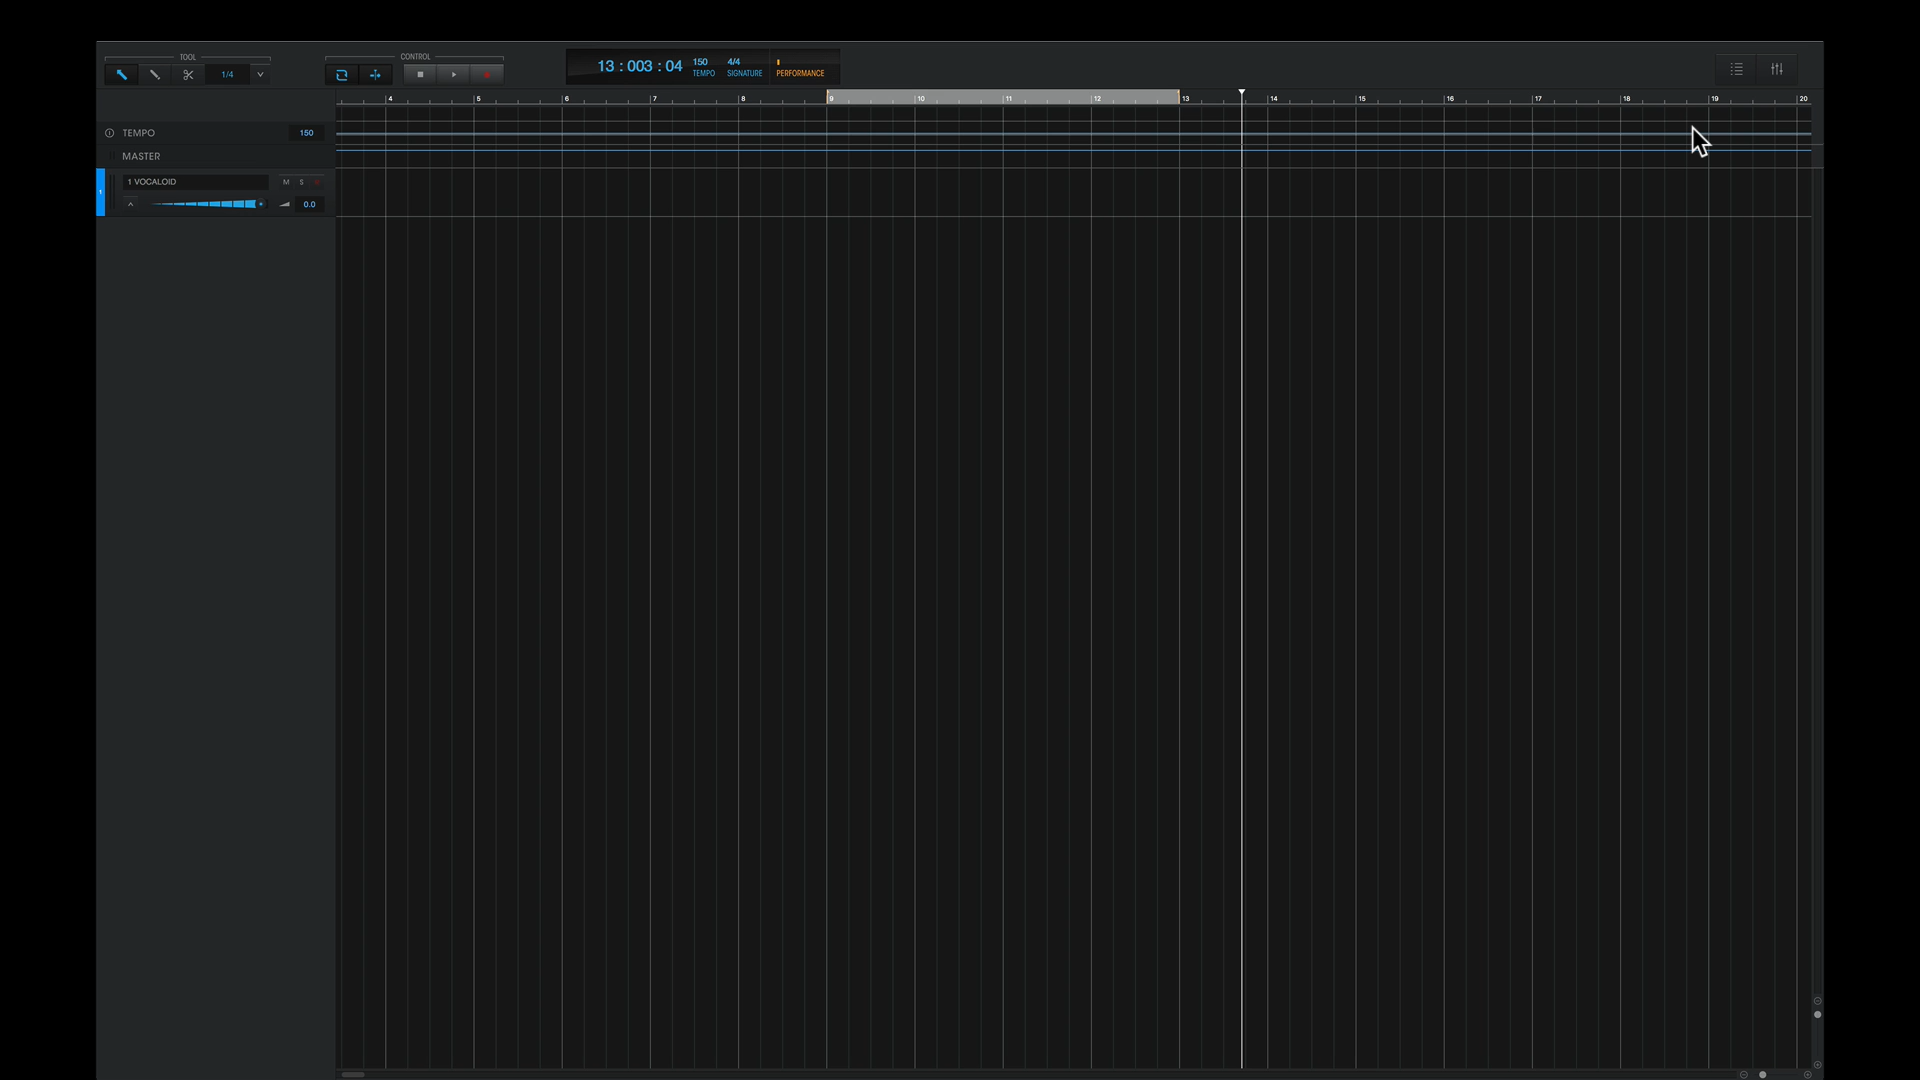 TOOL
CONTROL
1/4
13 : 003 : 04
150
TEMPO
4/4
SIGNATURE
PERFORMANCE
4 5 6 7 8 9 10 11 12 13 14 15 16 17 18 19 20
TEMPO 150
MASTER
1
1 VOCALOID M S
0.0